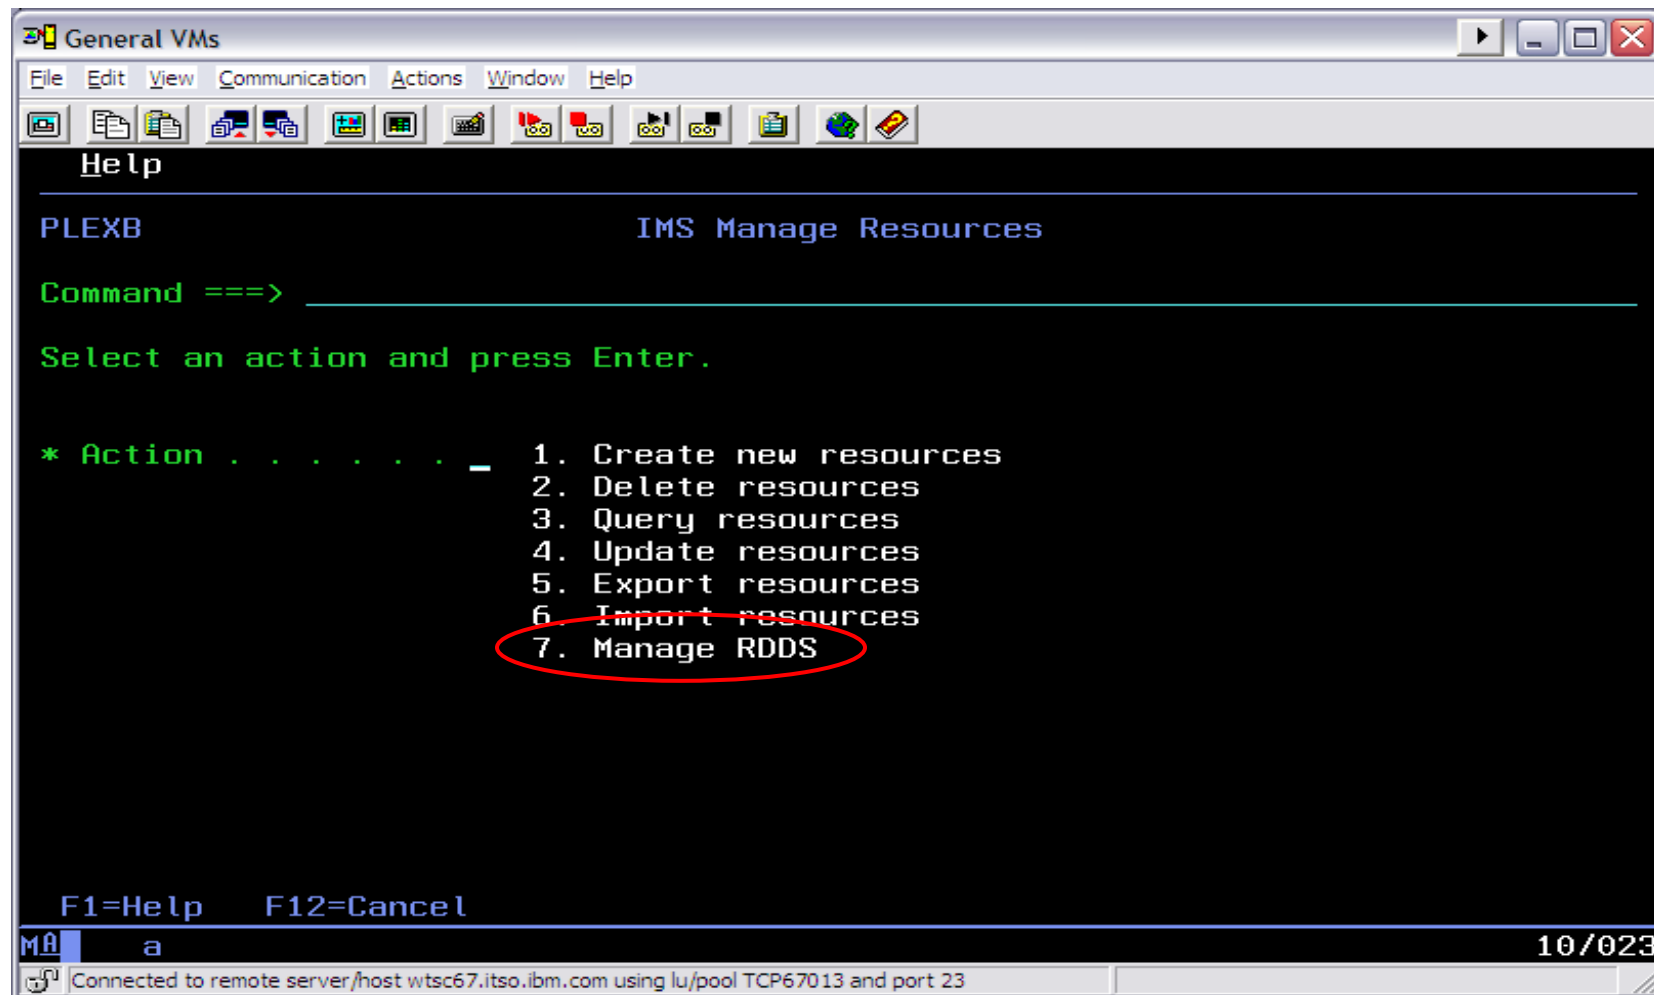 General VMs
File Edit View Communication Actions Window Help
Help
PLEXB IMS Manage Resources
Command ===>
Select an action and press Enter.
* Action . . . . . . _ 1. Create new resources
2. Delete resources
3. Query resources
4. Update resources
5. Export resources
6. Import resources
7. Manage RDDS
F1=Help F12=Cancel
MA a 10/023
Connected to remote server/host wtsc67.itso.ibm.com using lu/pool TCP67013 and port 23